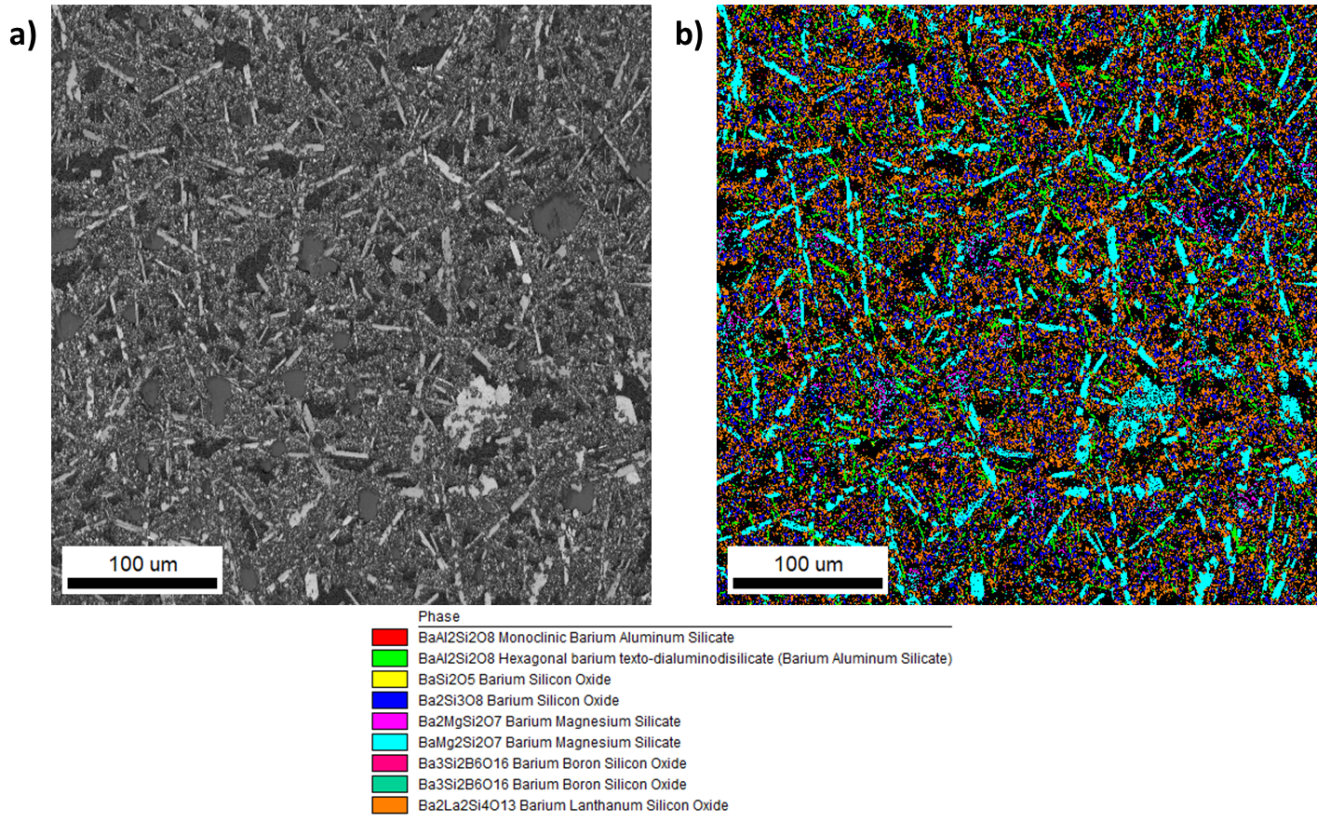 a)
b)
100 um
100 um
Phase
BaAl2Si2O8 Monoclinic Barium Aluminum Silicate
BaAl2Si2O8 Hexagonal barium texto-dialuminodisilicate (Barium Aluminum Silicate)
BaSi2O5 Barium Silicon Oxide
Ba2Si3O8 Barium Silicon Oxide
Ba2MgSi2O7 Barium Magnesium Silicate
BaMg2Si2O7 Barium Magnesium Silicate
Ba3Si2B6O16 Barium Boron Silicon Oxide
Ba3Si2B6O16 Barium Boron Silicon Oxide
Ba2La2Si4O13 Barium Lanthanum Silicon Oxide